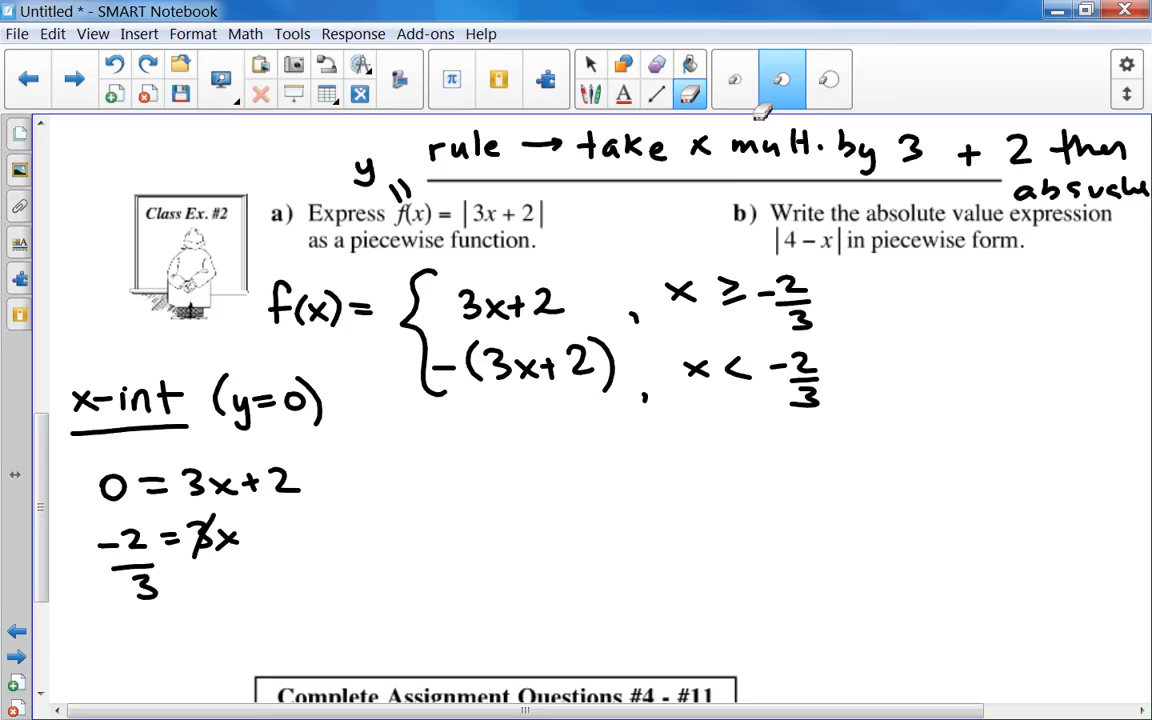 Untitled * - SMART Notebook
File Edit View Insert Format Math Tools Response Add-ons Help
rule → take x mult. by 3 + 2 then
abs value
y
=
Class Ex. #2
a) Express f(x) = | 3x + 2 |
as a piecewise function.
b) Write the absolute value expression
| 4 – x | in piecewise form.
f(x) = { 3x+2 , x ≥ -2/3
-(3x+2) , x < -2/3
x-int (y=0)
0 = 3x+2
-2 = 3x
3
Complete Assignment Questions #4 - #11